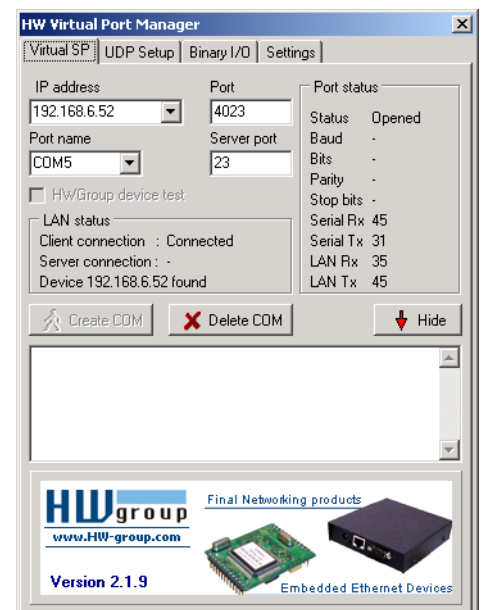 HW Virtual Port Manager
Virtual SP UDP Setup Binary I/O Settings
IP address Port
192.168.6.52 4023
Port name Server port
COM5 23
HWGroup device test
LAN status
Client connection : Connected
Server connection : -
Device 192.168.6.52 found
Port status
Status Opened
Baud -
Bits -
Parity -
Stop bits -
Serial Rx 45
Serial Tx 31
LAN Rx 35
LAN Tx 45
Create COM Delete COM Hide
HW group
www.HW-group.com
Version 2.1.9
Final Networking products
Embedded Ethernet Devices